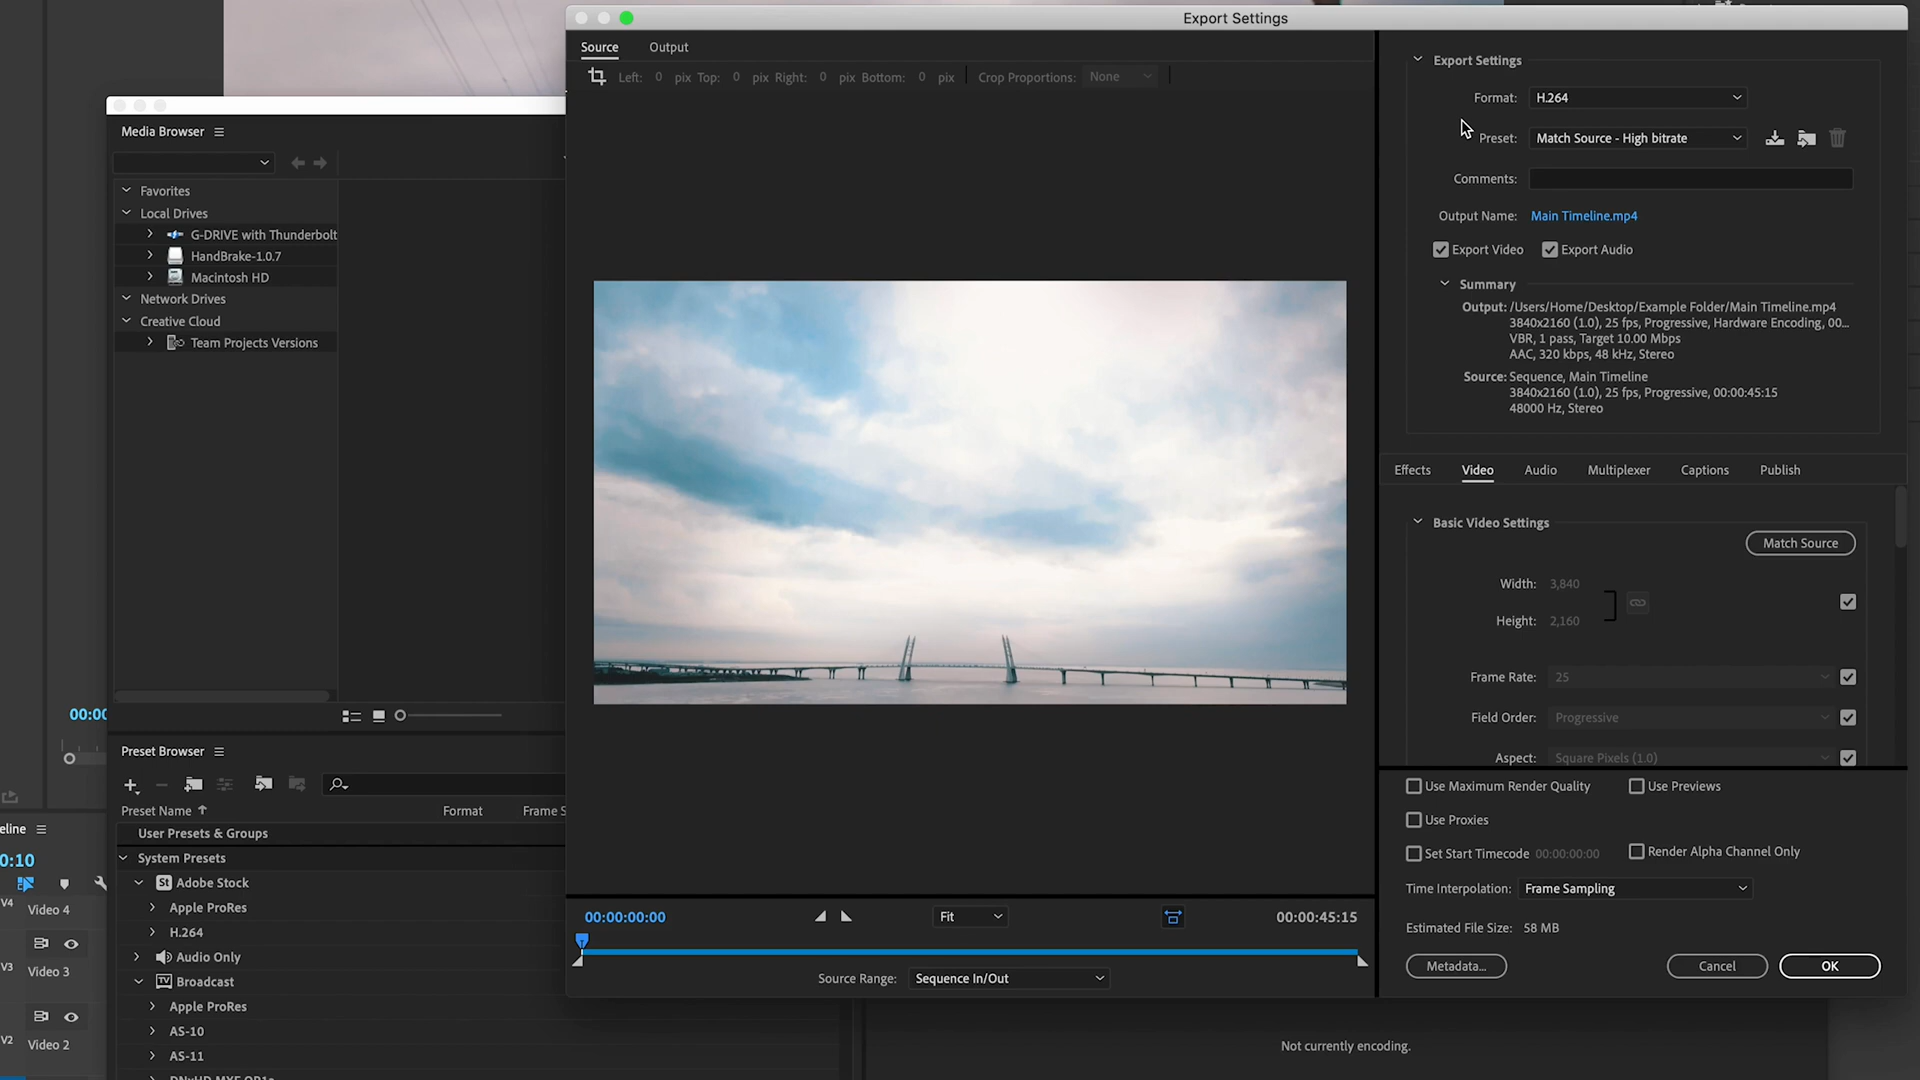 Export Settings
Source
Output
Left: 0 pix Top: 0 pix Right: 0 pix Bottom: 0 pix
Crop Proportions: None
Export Settings
Format: H.264
Preset: Match Source - High bitrate
Comments:
Output Name: Main Timeline.mp4
Export Video
Export Audio
Summary
Output: /Users/Home/Desktop/Example Folder/Main Timeline.mp4
3840x2160 (1.0), 25 fps, Progressive, Hardware Encoding, 00...
VBR, 1 pass, Target 10.00 Mbps
AAC, 320 kbps, 48 kHz, Stereo
Source: Sequence, Main Timeline
3840x2160 (1.0), 25 fps, Progressive, 00:00:45:15
48000 Hz, Stereo
Effects
Video
Audio
Multiplexer
Captions
Publish
Basic Video Settings
Match Source
Width: 3,840
Height: 2,160
Frame Rate: 25
Field Order: Progressive
Aspect: Square Pixels (1.0)
Use Maximum Render Quality
Use Previews
Use Proxies
Set Start Timecode 00:00:00:00
Render Alpha Channel Only
Time Interpolation: Frame Sampling
Estimated File Size: 58 MB
Metadata...
Cancel
OK
00:00:00:00
Fit
00:00:45:15
Source Range: Sequence In/Out
Media Browser
Favorites
Local Drives
G-DRIVE with Thunderbolt
HandBrake-1.0.7
Macintosh HD
Network Drives
Creative Cloud
Team Projects Versions
00:00
Preset Browser
Preset Name
Format
Frame S
User Presets & Groups
System Presets
St Adobe Stock
Apple ProRes
H.264
Audio Only
TV Broadcast
Apple ProRes
AS-10
AS-11
eline
0:10
V4
Video 4
V3
Video 3
V2
Video 2
Not currently encoding.